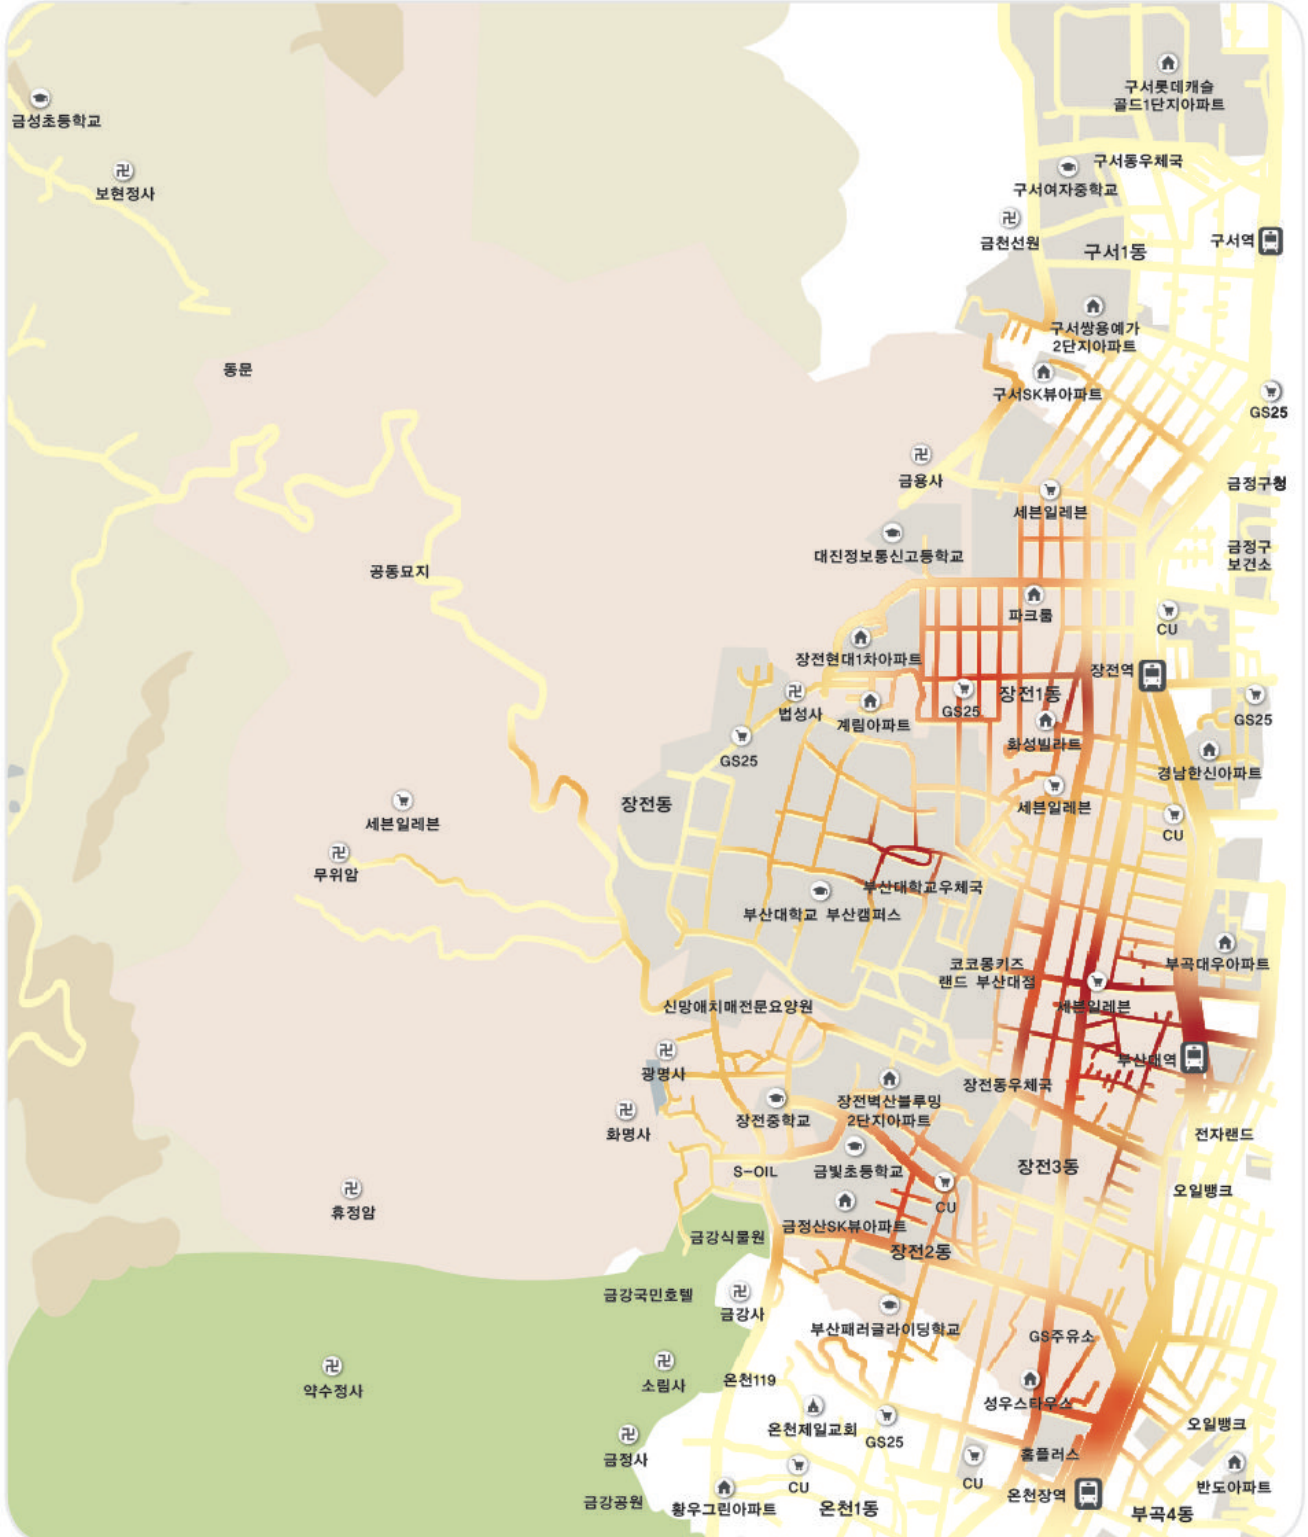 구서롯데캐슬
골드1단지아파트
금성초등학교
구서동우체국
구서여자중학교
보현정사
금천선원
구서1동
구서역
구서쌍용예가
2단지아파트
동문
구서SK뷰아파트
GS25
금용사
금정구청
세븐일레븐
대진정보통신고등학교
금정구
보건소
공동묘지
파크룸
CU
장전현대1차아파트
장전역
장전1동
GS25
법성사
계림아파트
GS25
화성빌라트
GS25
경남한신아파트
장전동
세븐일레븐
세븐일레븐
CU
무위암
부산대학교우체국
부산대학교 부산캠퍼스
코코몽키즈
랜드 부산대점
부곡대우아파트
신망애치매전문요양원
세븐일레븐
부산대역
광명사
장전동우체국
장전벽산블루밍
2단지아파트
장전중학교
화명사
전자랜드
S-OIL
금빛초등학교
장전3동
오일뱅크
휴정암
CU
금정산SK뷰아파트
금강식물원
장전2동
금강국민호텔
금강사
부산패러글라이딩학교
GS주유소
약수정사
소림사
온천119
성우스타우스
온천제일교회
GS25
오일뱅크
금정사
홈플러스
CU
CU
온천장역
반도아파트
금강공원
황우그린아파트
온천1동
부곡4동